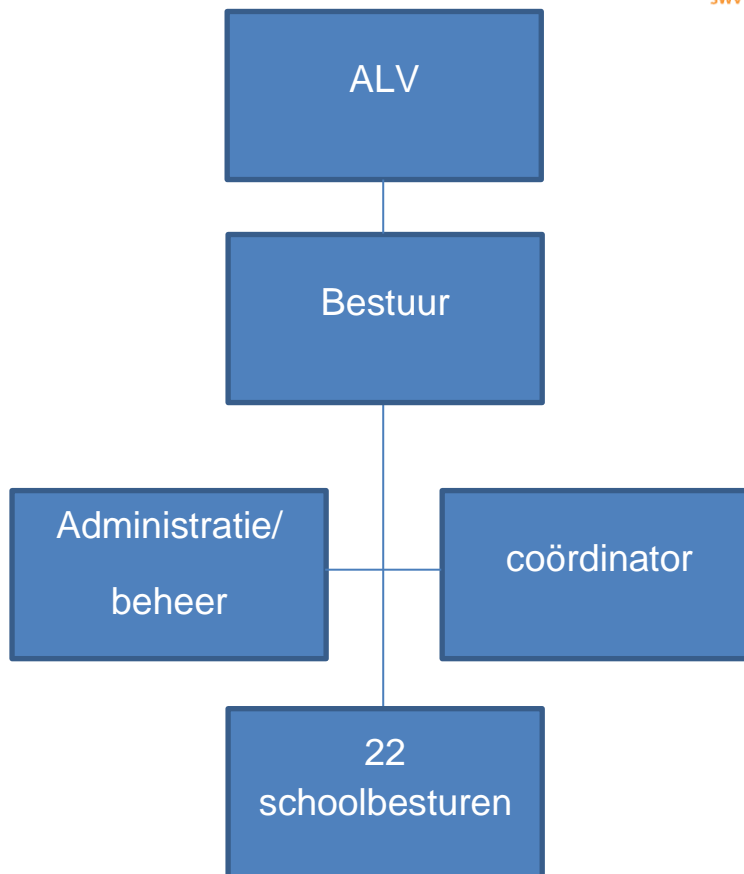 ALV
Bestuur
Administratie/
beheer
coördinator
22
schoolbesturen